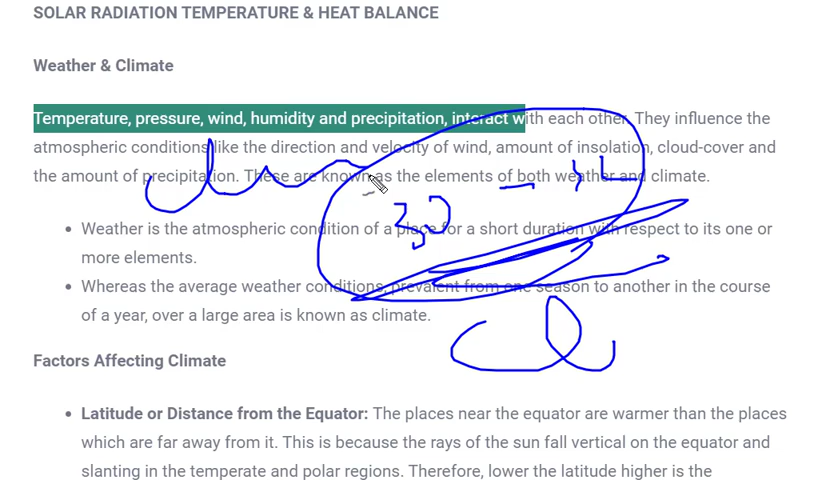 SOLAR RADIATION TEMPERATURE & HEAT BALANCE
Weather & Climate
Temperature, pressure, wind, humidity and precipitation, interact with each other. They influence the
atmospheric conditions like the direction and velocity of wind, amount of insolation, cloud-cover and
the amount of precipitation. These are known as the elements of both weather and climate.
Weather is the atmospheric condition of a place for a short duration with respect to its one or
more elements.
Whereas the average weather conditions, prevalent from one season to another in the course
of a year, over a large area is known as climate.
Factors Affecting Climate
Latitude or Distance from the Equator: The places near the equator are warmer than the places
which are far away from it. This is because the rays of the sun fall vertical on the equator and
slanting in the temperate and polar regions. Therefore, lower the latitude higher is the